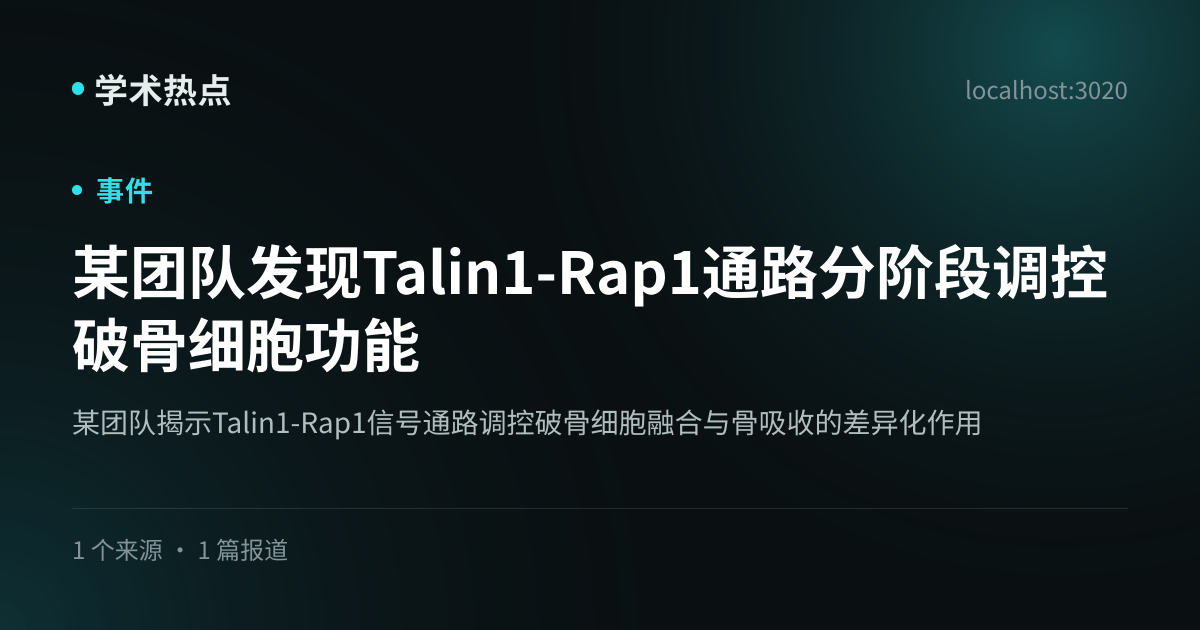 学术热点
localhost:3020
事件
某团队发现Talin1-Rap1通路分阶段调控
破骨细胞功能
某团队揭示Talin1-Rap1信号通路调控破骨细胞融合与骨吸收的差异化作用
1 个来源 · 1 篇报道